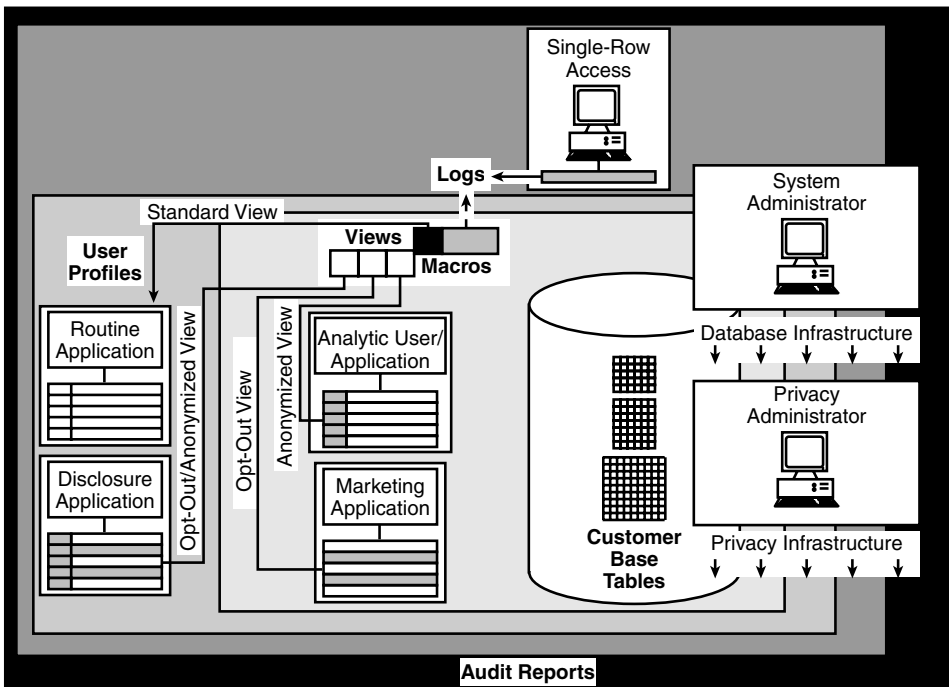 Single-Row
Access
Logs
System
Administrator
Standard View
Views
User
Profiles
Macros
Routine
Application
Analytic User/
Application
Database Infrastructure
Opt-Out/Anonymized View
Opt-Out View
Anonymized View
Privacy
Administrator
Disclosure
Application
Marketing
Application
Customer
Base
Tables
Privacy Infrastructure
Audit Reports